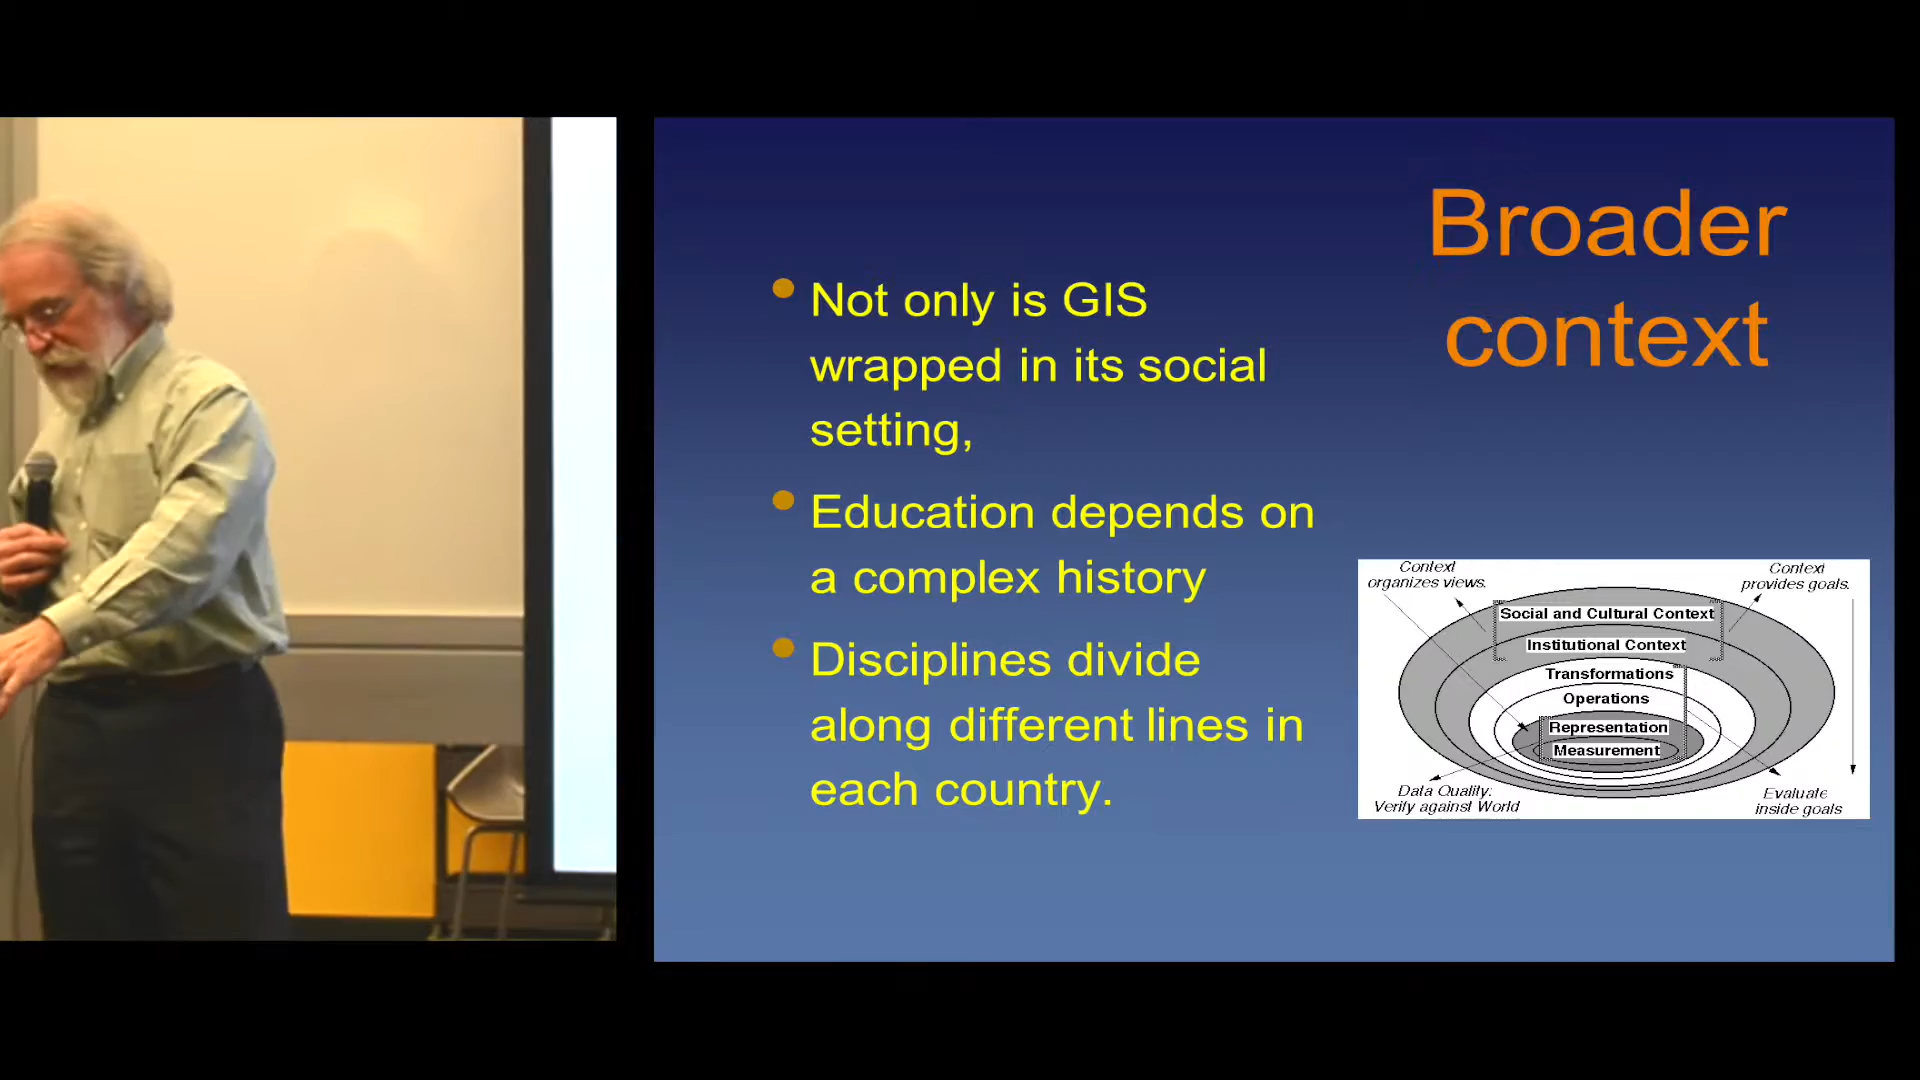 Broader
context
Not only is GIS
wrapped in its social
setting,
Education depends on
a complex history
Disciplines divide
along different lines in
each country.
Context
organizes views.
Context
provides goals.
Social and Cultural Context
Institutional Context
Transformations
Operations
Representation
Measurement
Data Quality:
Verify against World
Evaluate
inside goals